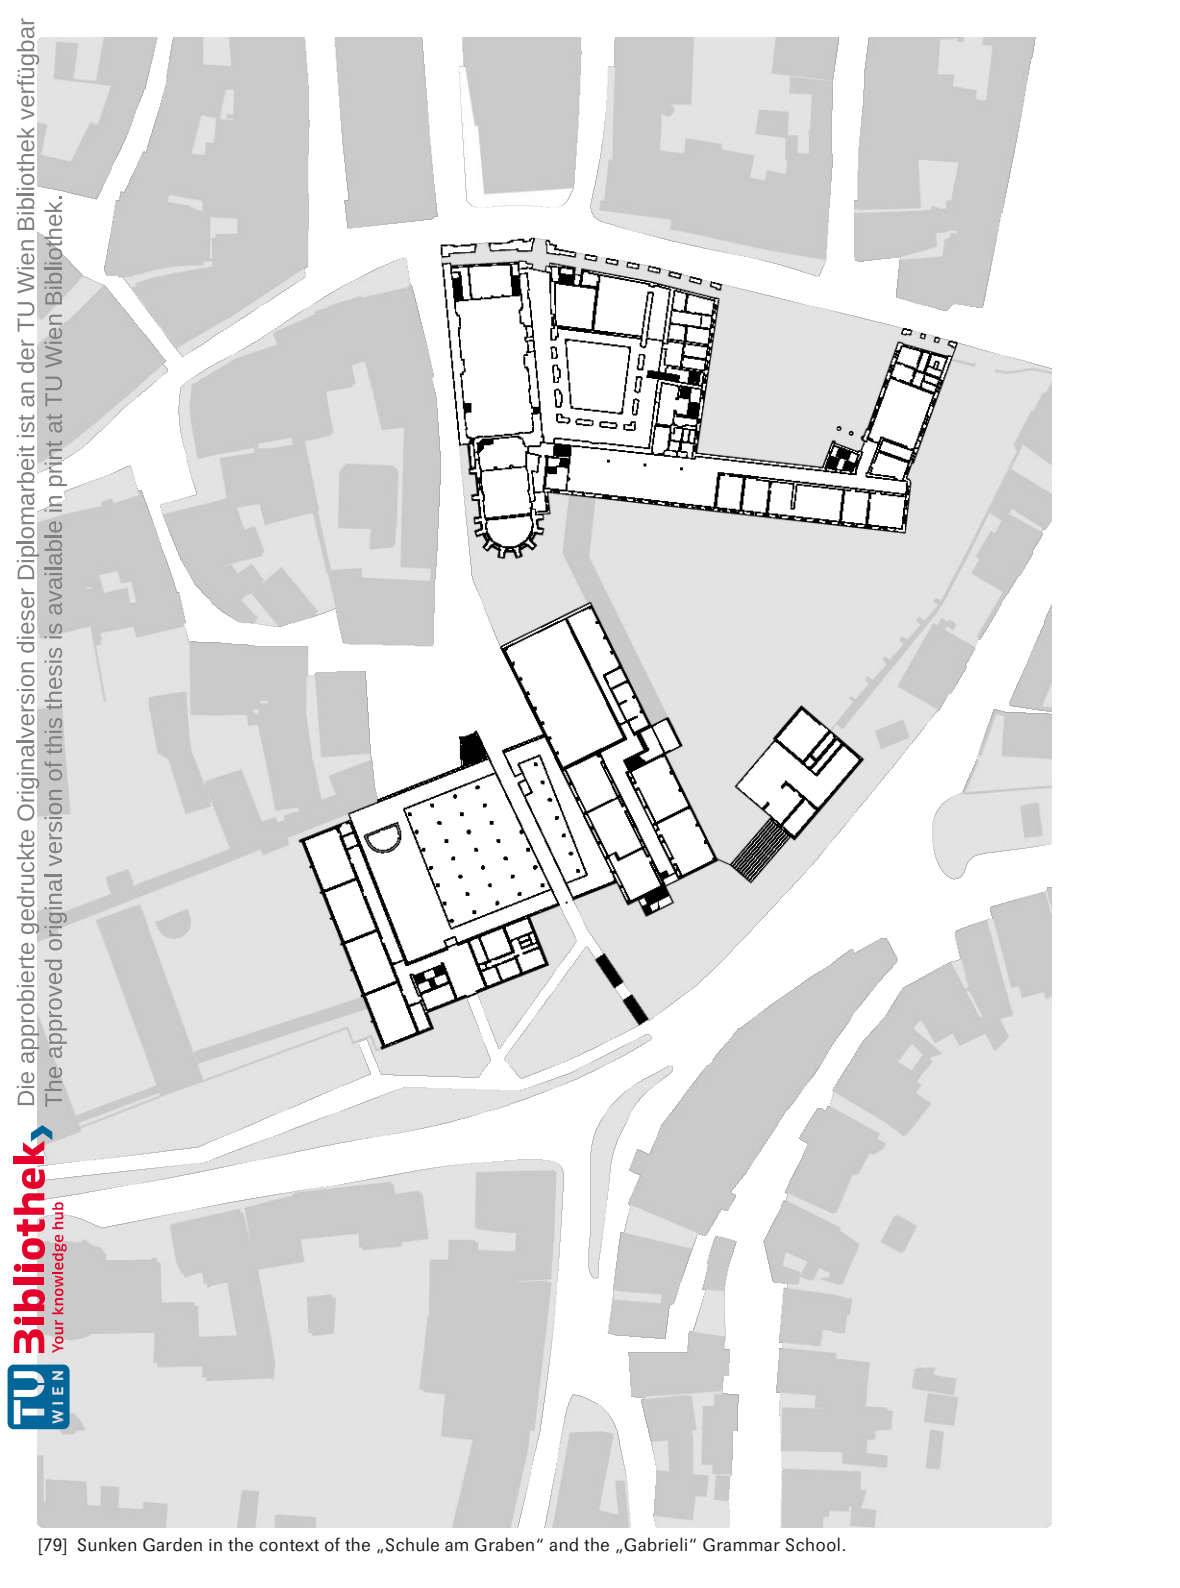 Die approbierte gedruckte Originalversion dieser Diplomarbeit ist an der TU Wien Bibliothek verfügbar
The approved original version of this thesis is available in print at TU Wien Bibliothek.
Bibliothek
Your knowledge hub
TU
WIEN
[79] Sunken Garden in the context of the „Schule am Graben“ and the „Gabrieli“ Grammar School.